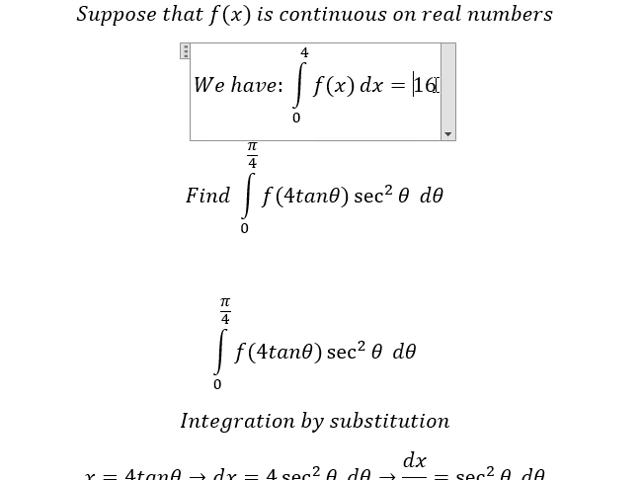 Suppose that f(x) is continuous on real numbers
We have: ∫₀⁴ f(x) dx = 16
Find ∫₀^(π/4) f(4tanθ) sec² θ dθ
∫₀^(π/4) f(4tanθ) sec² θ dθ
Integration by substitution
x = 4tanθ → dx = 4 sec² θ dθ → dx = sec² θ dθ